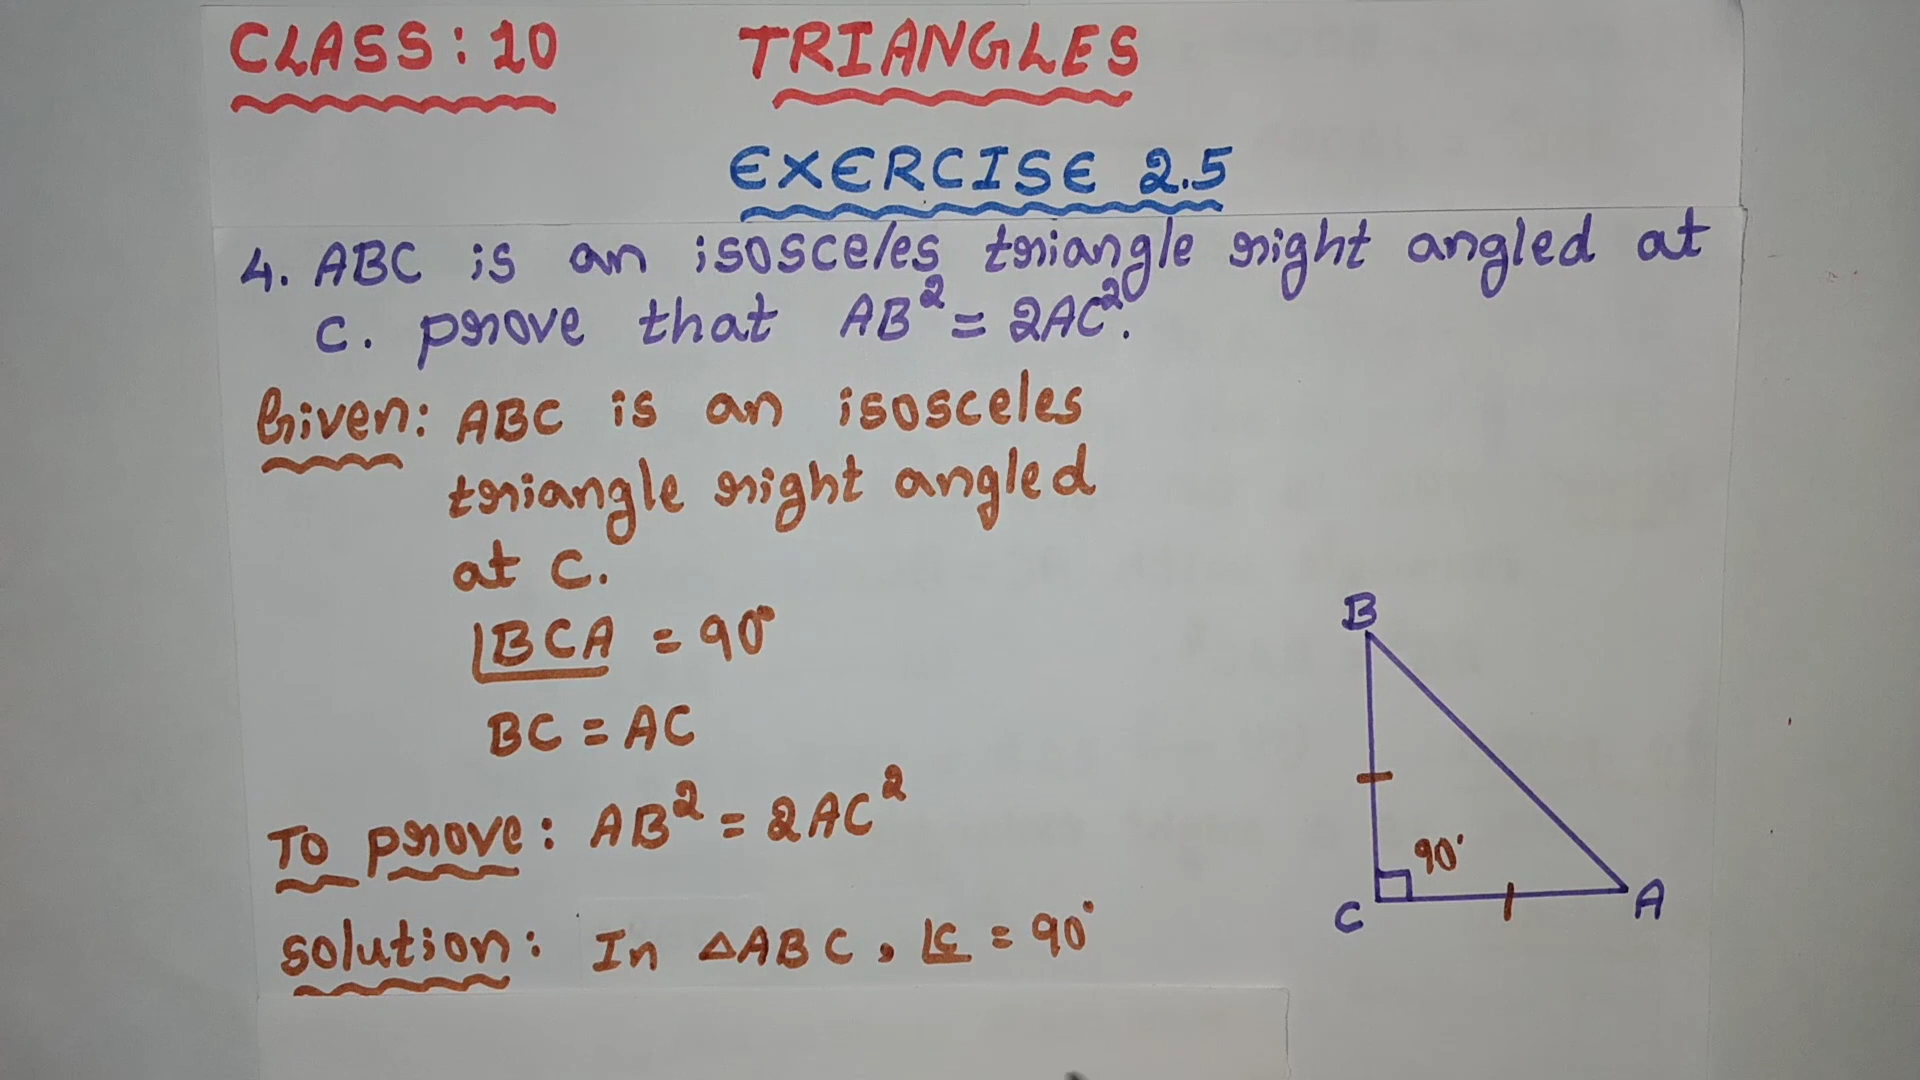 CLASS: 10 TRIANGLES
EXERCISE 2.5
4. ABC is an isosceles triangle right angled at
C. prove that AB² = 2AC².
Given: ABC is an isosceles
triangle right angled
at C.
∠BCA = 90°
BC = AC
To prove: AB² = 2AC²
solution: In △ABC, ∠C = 90°
B
90°
C
A